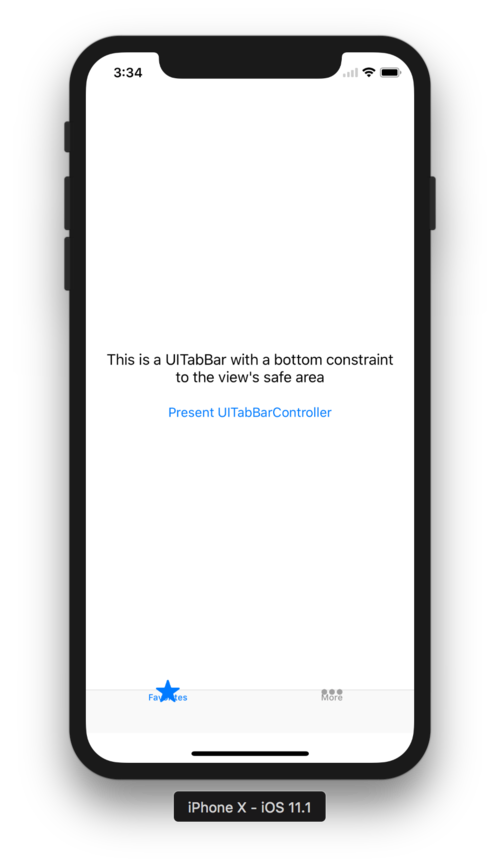 3:34
This is a UITabBar with a bottom constraint
to the view's safe area
Present UITabBarController
Favorites
More
iPhone X - iOS 11.1